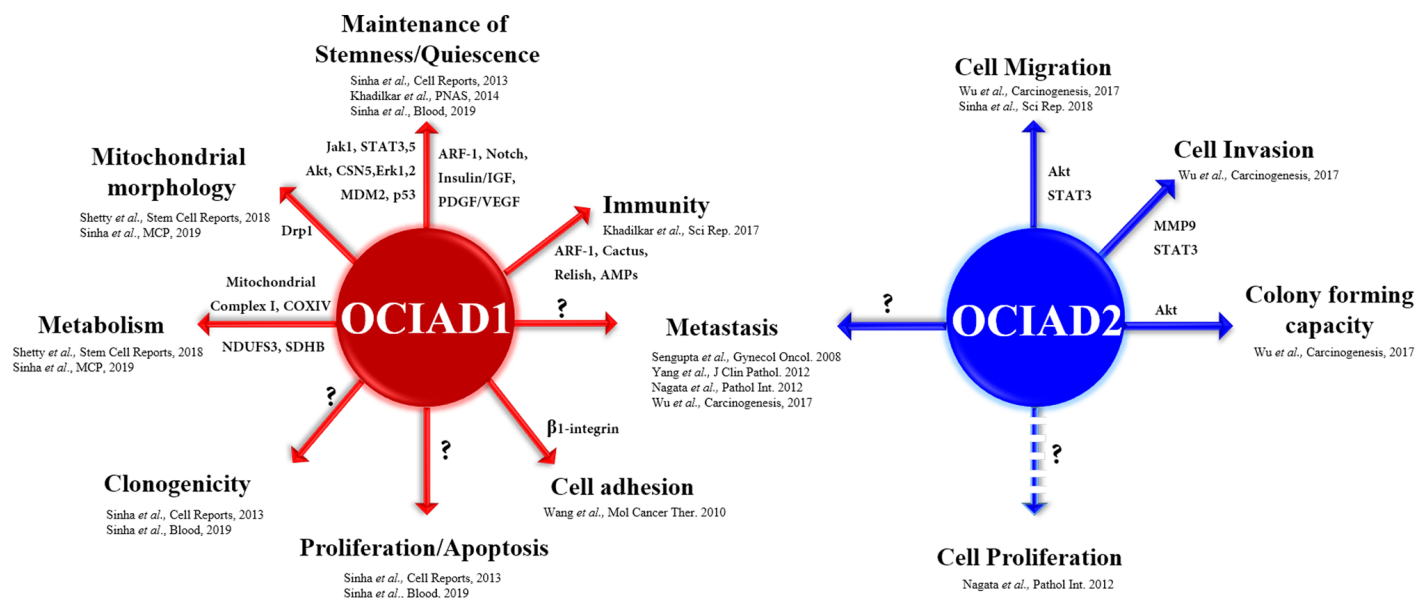 Maintenance of
Stemness/Quiescence
Sinha et al., Cell Reports, 2013
Khadilkar et al., PNAS, 2014
Sinha et al., Blood, 2019
Jak1, STAT3,5
Akt, CSN5,Erk1,2
MDM2, p53
ARF-1, Notch,
Insulin/IGF,
PDGF/VEGF
Mitochondrial
morphology
Shetty et al., Stem Cell Reports, 2018
Sinha et al., MCP, 2019
Drp1
Immunity
Khadilkar et al., Sci Rep. 2017
ARF-1, Cactus,
Relish, AMPs
Mitochondrial
Complex I, COXIV
NDUFS3, SDHB
Metabolism
Shetty et al., Stem Cell Reports, 2018
Sinha et al., MCP, 2019
OCIAD1
?
Metastasis
Sengupta et al., Gynecol Oncol. 2008
Yang et al., J Clin Pathol. 2012
Nagata et al., Pathol Int. 2012
Wu et al., Carcinogenesis, 2017
?
Clonogenicity
Sinha et al., Cell Reports, 2013
Sinha et al., Blood, 2019
?
Proliferation/Apoptosis
Sinha et al., Cell Reports, 2013
Sinha et al., Blood, 2019
β1-integrin
Cell adhesion
Wang et al., Mol Cancer Ther. 2010
Cell Migration
Wu et al., Carcinogenesis, 2017
Sinha et al., Sci Rep. 2018
Akt
STAT3
Cell Invasion
Wu et al., Carcinogenesis, 2017
MMP9
STAT3
?
OCIAD2
Akt
Colony forming
capacity
Wu et al., Carcinogenesis, 2017
?
Cell Proliferation
Nagata et al., Pathol Int. 2012